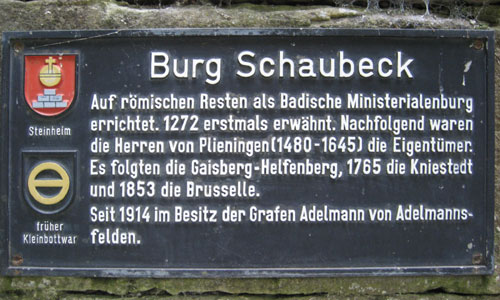 Burg Schaubeck
Auf römischen Resten als Badische Ministerialenburg
errichtet. 1272 erstmals erwähnt. Nachfolgend waren
die Herren von Plieningen(1480-1645) die Eigentümer.
Es folgten die Gaisberg-Helfenberg, 1765 die Kniestedt
und 1853 die Brusselle.
Seit 1914 im Besitz der Grafen Adelmann von Adelmanns-
felden.
Steinheim
früher
Kleinbottwar